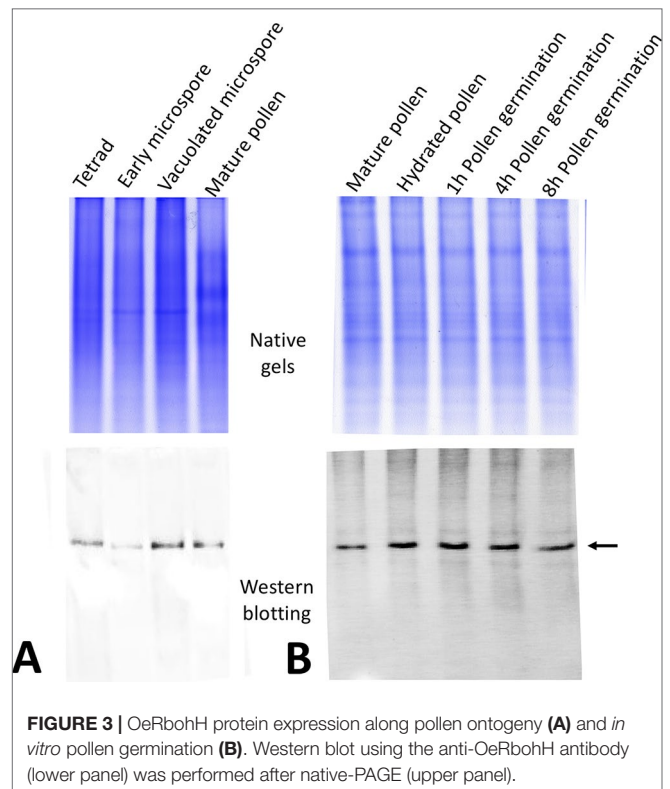 Tetrad
Early microspore
Vacuolated microspore
Mature pollen
Mature pollen
Hydrated pollen
1h Pollen germination
4h Pollen germination
8h Pollen germination
Native
gels
Western
blotting
A
B
FIGURE 3 | OeRbohH protein expression along pollen ontogeny (A) and in
vitro pollen germination (B). Western blot using the anti-OeRbohH antibody
(lower panel) was performed after native-PAGE (upper panel).